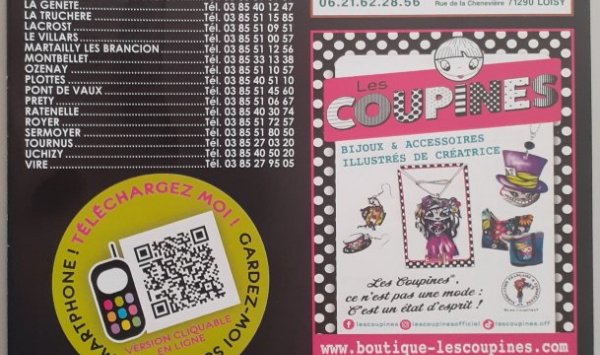 LA GENETE Tél. 03 85 40 12 47
LA TRUCHERE Tél. 03 85 51 15 85
LACROST Tél. 03 85 51 09 51
LE VILLARS Tél. 03 85 51 00 57
MARTAILLY LES BRANCION Tél. 03 85 51 12 56
MONTBELLET Tél. 03 85 33 13 38
OZENAY Tél. 03 85 51 10 57
PLOTTES Tél. 03 85 40 51 10
PONT DE VAUX Tél. 03 85 51 45 60
PRETY Tél. 03 85 51 06 67
RATENELLE Tél. 03 85 40 30 74
ROYER Tél. 03 85 51 28 57
SERMOYER Tél. 03 85 51 80 50
TOURNUS Tél. 03 85 27 03 20
UCHIZY Tél. 03 85 40 50 20
VIRE Tél. 03 85 27 95 05
TÉLÉCHARGEZ MOI !
GARDEZ-MOI
MARTPHONE !
VERSION CLIQUABLE
EN LIGNE
06.21.62.28.56
Rue de la Chenevière 71290 LOISY
Les
COUPINES
BIJOUX & ACCESSOIRES
ILLUSTRÉS DE CRÉATRICE
Les Coupines,
ce n'est pas une mode :
C'est un état d'esprit !
lescoupines lescoupinesofficiel lescoupines.off
www.boutique-lescoupines.com